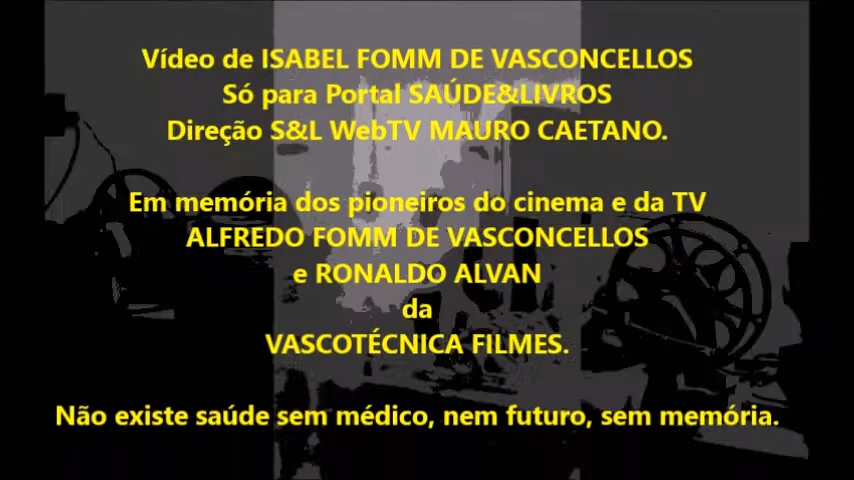 Vídeo de ISABEL FOMM DE VASCONCELLOS
Só para Portal SAÚDE&LIVROS
Direção S&L WebTV MAURO CAETANO.
Em memória dos pioneiros do cinema e da TV
ALFREDO FOMM DE VASCONCELLOS
e RONALDO ALVAN
da
VASCOTÉCNICA FILMES.
Não existe saúde sem médico, nem futuro, sem memória.